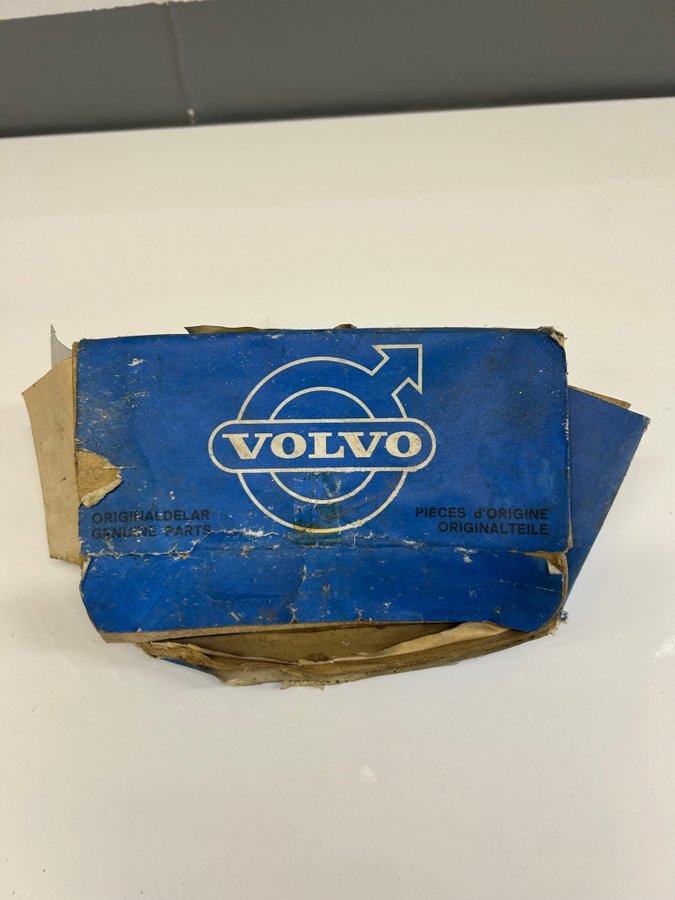 VOLVO
ORIGINALDELAR
GENUINE PARTS
PIÈCES d'ORIGINE
ORIGINALTEILE